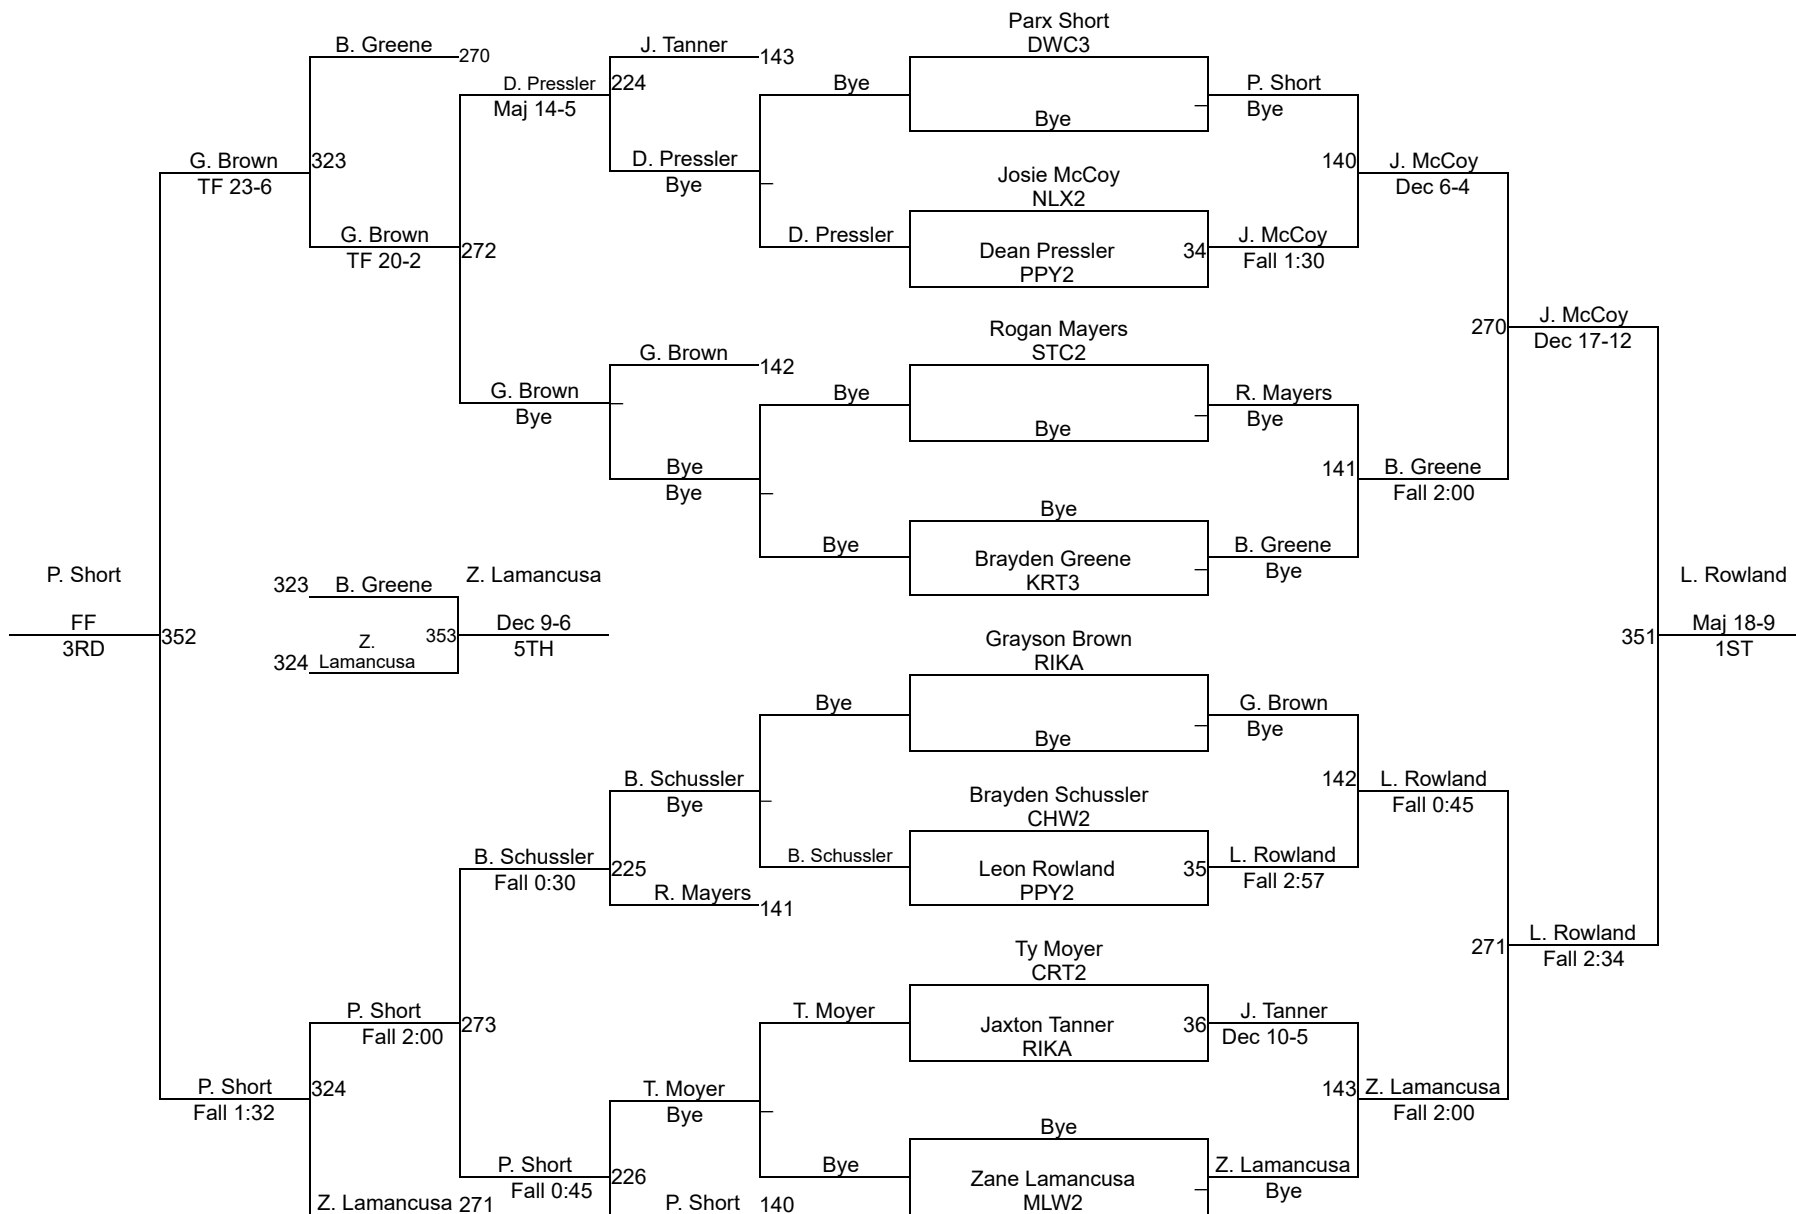 Parx Short
DWC3
B. Greene
270
J. Tanner
143
D. Pressler
224
Maj 14-5
Bye
Bye
P. Short
Bye
G. Brown
323
TF 23-6
D. Pressler
Bye
Josie McCoy
NLX2
140
J. McCoy
Dec 6-4
G. Brown
272
TF 20-2
D. Pressler
Dean Pressler
PPY2
34
J. McCoy
Fall 1:30
Rogan Mayers
STC2
270
J. McCoy
Dec 17-12
G. Brown
142
G. Brown
Bye
Bye
Bye
R. Mayers
Bye
Bye
Bye
141
B. Greene
Fall 2:00
Bye
Bye
Brayden Greene
KRT3
B. Greene
Bye
P. Short
FF
3RD
352
323
B. Greene
Z. Lamancusa
324
Z.
Lamancusa
353
Dec 9-6
5TH
L. Rowland
351
Maj 18-9
1ST
Grayson Brown
RIKA
Bye
Bye
G. Brown
Bye
B. Schussler
Bye
Brayden Schussler
CHW2
142
L. Rowland
Fall 0:45
B. Schussler
Fall 0:30
225
B. Schussler
Leon Rowland
PPY2
35
L. Rowland
Fall 2:57
R. Mayers
141
Ty Moyer
CRT2
271
L. Rowland
Fall 2:34
P. Short
Fall 2:00
273
T. Moyer
Jaxton Tanner
RIKA
36
J. Tanner
Dec 10-5
P. Short
Fall 1:32
324
T. Moyer
Bye
Bye
143
Z. Lamancusa
Fall 2:00
P. Short
Fall 0:45
226
Bye
Zane Lamancusa
MLW2
Z. Lamancusa
Bye
Z. Lamancusa
271
P. Short
140